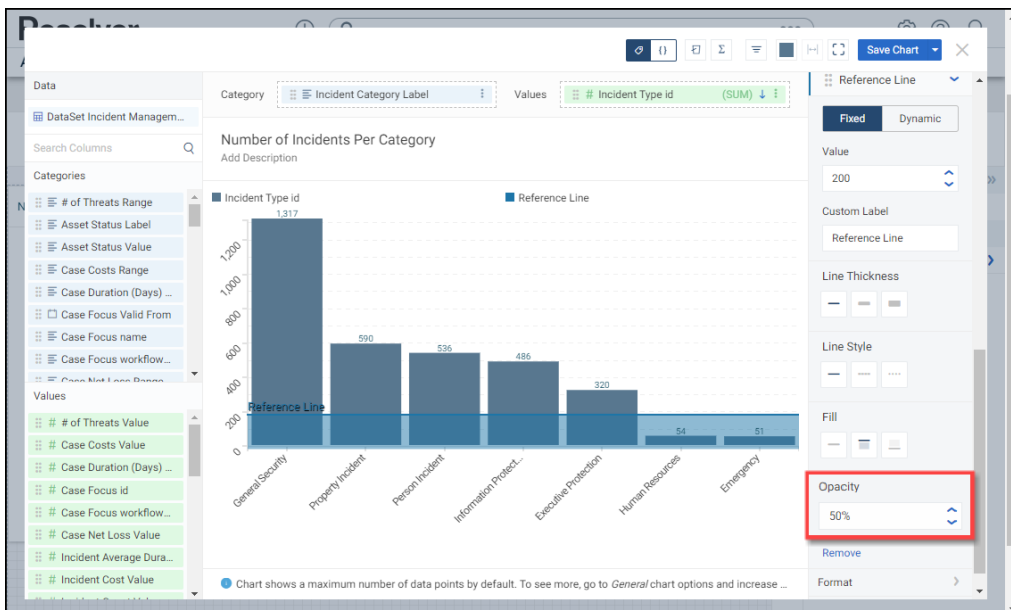 Resolver
{}
Σ
Save Chart
Data
DataSet Incident Managem...
Search Columns
Categories
# of Threats Range
Asset Status Label
Asset Status Value
Case Costs Range
Case Duration (Days) ...
Case Focus Valid From
Case Focus name
Case Focus workflow...
Case Net Loss Range
Values
# # of Threats Value
# Case Costs Value
# Case Duration (Days) ...
# Case Focus id
# Case Focus workflow...
# Case Net Loss Value
# Incident Average Dura...
# Incident Cost Value
Category
Incident Category Label
Values
# Incident Type id (SUM)
Number of Incidents Per Category
Add Description
Incident Type id
Reference Line
1,317
590
536
486
320
54
51
1200
1,000
800
600
400
200
0
Reference Line
General Security
Property Incident
Person Incident
Information Protect...
Executive Protection
Human Resources
Emergency
Chart shows a maximum number of data points by default. To see more, go to General chart options and increase ...
Reference Line
Fixed
Dynamic
Value
200
Custom Label
Reference Line
Line Thickness
Line Style
Fill
Opacity
50%
Remove
Format